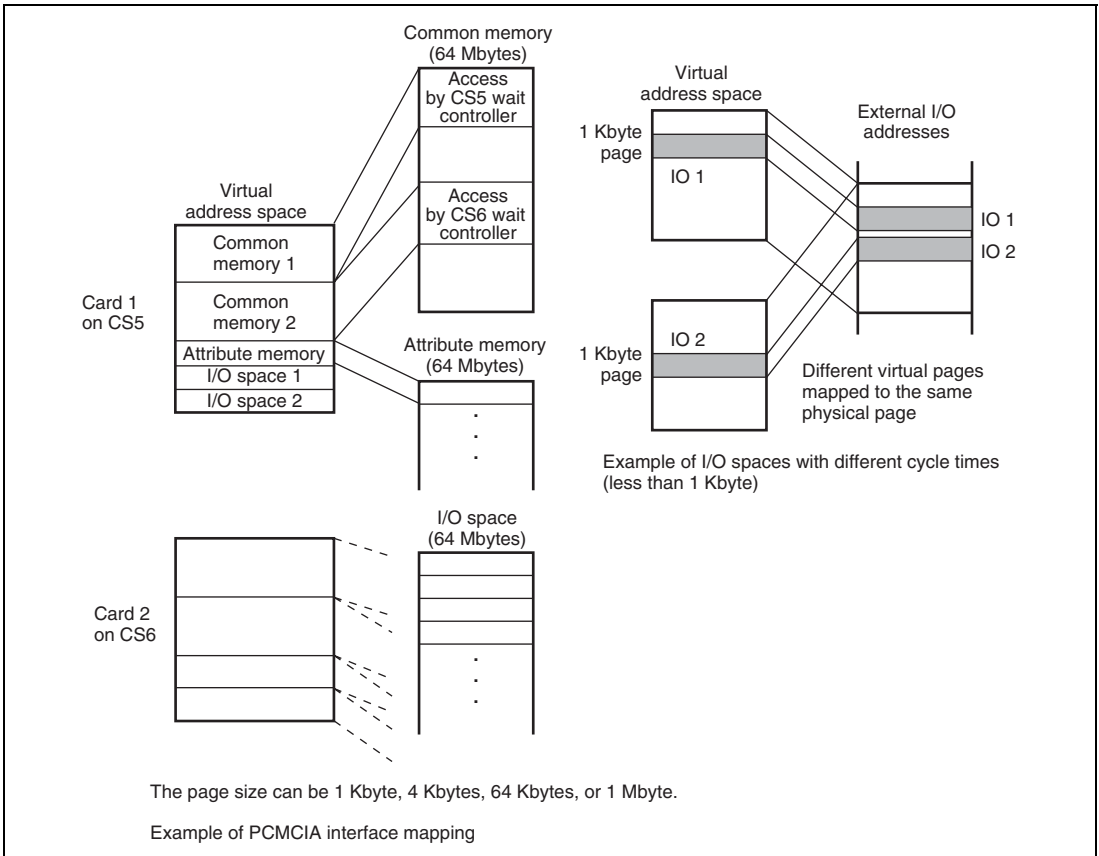 Common memory
(64 Mbytes)
Access
by CS5 wait
controller
Access
by CS6 wait
controller
Virtual
address space
Common
memory 1
Common
memory 2
Attribute memory
I/O space 1
I/O space 2
Card 1
on CS5
Attribute memory
(64 Mbytes)
.
.
.
I/O space
(64 Mbytes)
.
.
.
Card 2
on CS6
Virtual
address space
1 Kbyte
page
IO 1
External I/O
addresses
IO 1
IO 2
IO 2
1 Kbyte
page
Different virtual pages
mapped to the same
physical page
Example of I/O spaces with different cycle times
(less than 1 Kbyte)
The page size can be 1 Kbyte, 4 Kbytes, 64 Kbytes, or 1 Mbyte.
Example of PCMCIA interface mapping